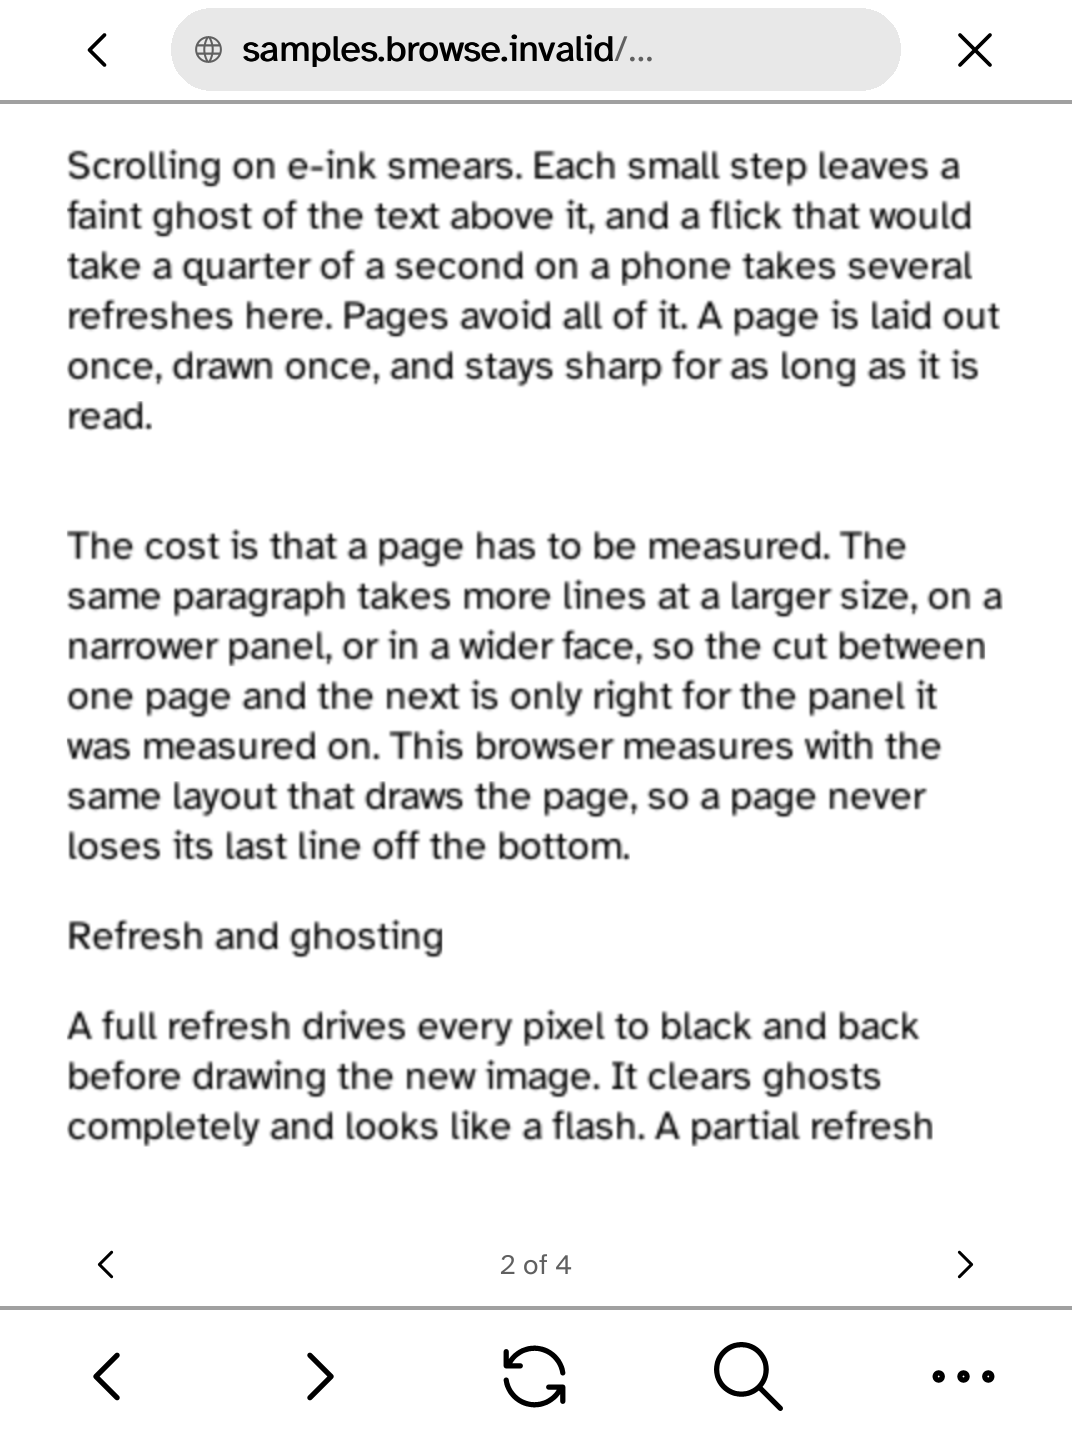 samples.browse.invalid/...
Scrolling on e-ink smears. Each small step leaves a
faint ghost of the text above it, and a flick that would
take a quarter of a second on a phone takes several
refreshes here. Pages avoid all of it. A page is laid out
once, drawn once, and stays sharp for as long as it is
read.
The cost is that a page has to be measured. The
same paragraph takes more lines at a larger size, on a
narrower panel, or in a wider face, so the cut between
one page and the next is only right for the panel it
was measured on. This browser measures with the
same layout that draws the page, so a page never
loses its last line off the bottom.
Refresh and ghosting
A full refresh drives every pixel to black and back
before drawing the new image. It clears ghosts
completely and looks like a flash. A partial refresh
2 of 4